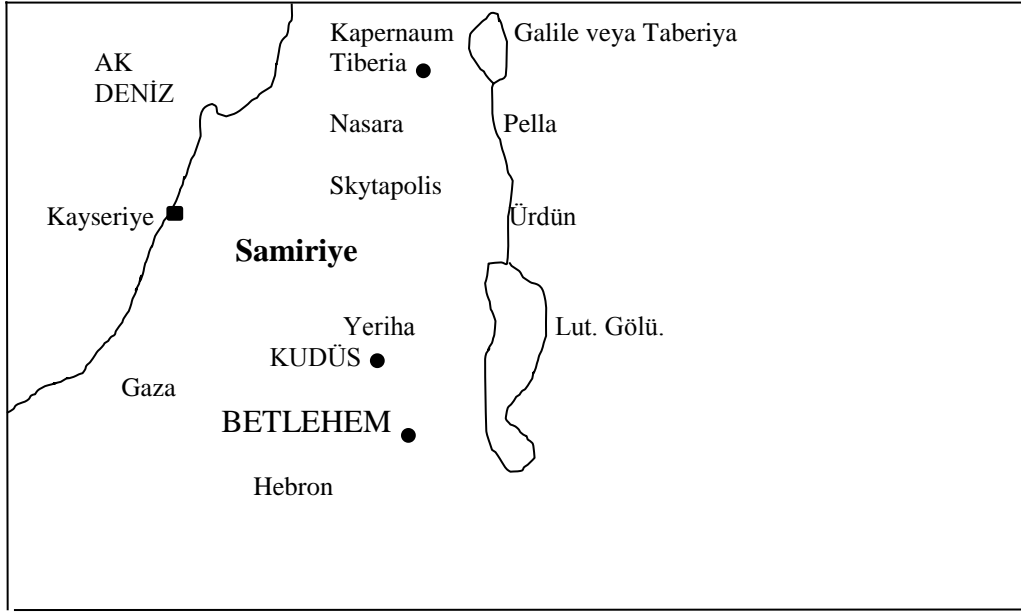 Kapernaum
Galile veya Taberiya
AK
DENİZ
Tiberia
Nasara
Pella
Skytapolis
Kayseriye
Ürdün
Samiriye
Yeriha
Lut. Gölü.
KUDÜS
Gaza
BETLEHEM
Hebron